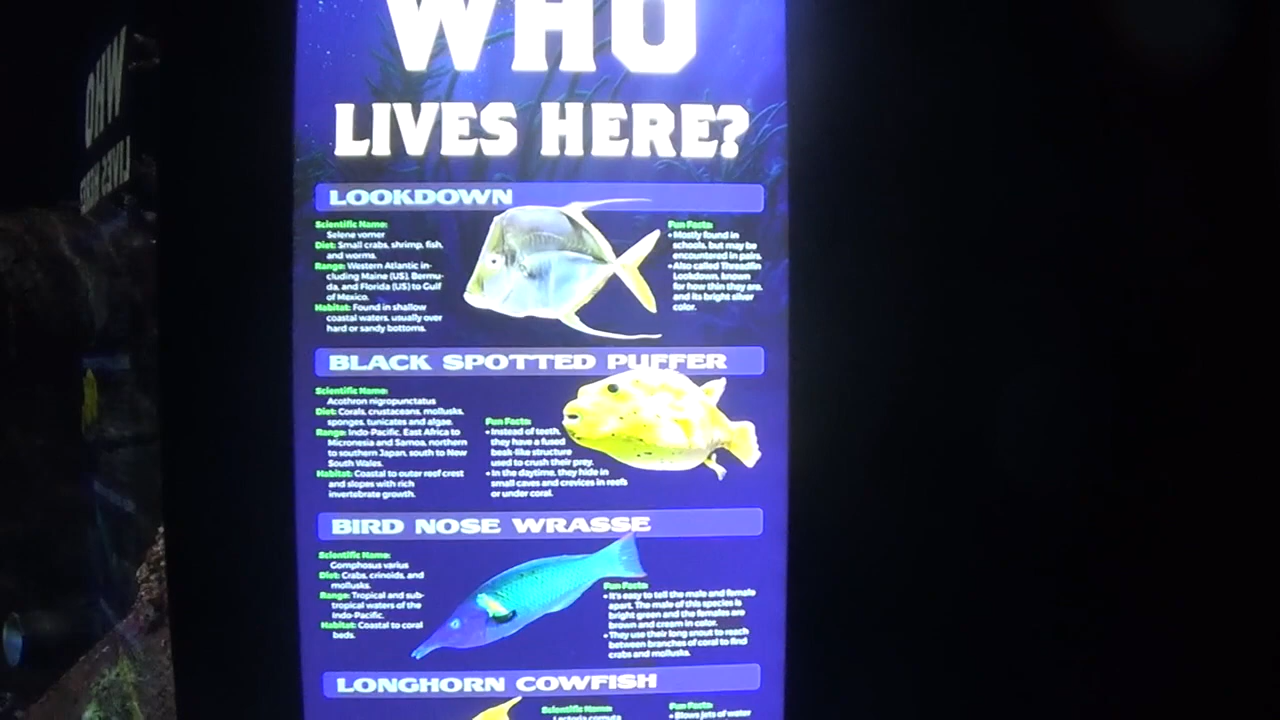 WHO
LIVES HERE?
LOOKDOWN
Scientific Name:
Selene vomer
Diet: Small crabs, shrimp, fish,
and worms.
Range: Western Atlantic in-
cluding Maine (US), Bermu-
da, and Florida (US) to Gulf
of Mexico.
Habitat: Found in shallow
coastal waters, usually over
hard or sandy bottoms.
Fun Facts:
• Mostly found in
schools, but may be
encountered in pairs.
• Also called Threadfin
Lookdown, known
for how thin they are,
and its bright silver
color.
BLACK SPOTTED PUFFER
Scientific Name:
Acothron nigropunctatus
Diet: Corals, crustaceans, mollusks,
sponges, tunicates and algae.
Range: Indo-Pacific, East Africa to
Micronesia and Samoa, northern
to southern Japan, south to New
South Wales.
Habitat: Coastal to outer reef crest
and slopes with rich
invertebrate growth.
Fun Facts:
• Instead of teeth,
they have a fused
beak-like structure
used to crush their prey.
• In the daytime, they hide in
small caves and crevices in reefs
or under coral.
BIRD NOSE WRASSE
Scientific Name:
Gomphosus varius
Diet: Crabs, crinoids, and
mollusks.
Range: Tropical and sub-
tropical waters of the
Indo-Pacific.
Habitat: Coastal to coral
beds.
Fun Facts:
• It's easy to tell the male and female
apart. The male of this species is
bright green and the females are
brown and cream in color.
• They use their long snout to reach
between branches of coral to find
crabs and mollusks.
LONGHORN COWFISH
Scientific Name:
Lactoria cornuta
Fun Facts:
• Blows jets of water
WHO
LIVES HERE